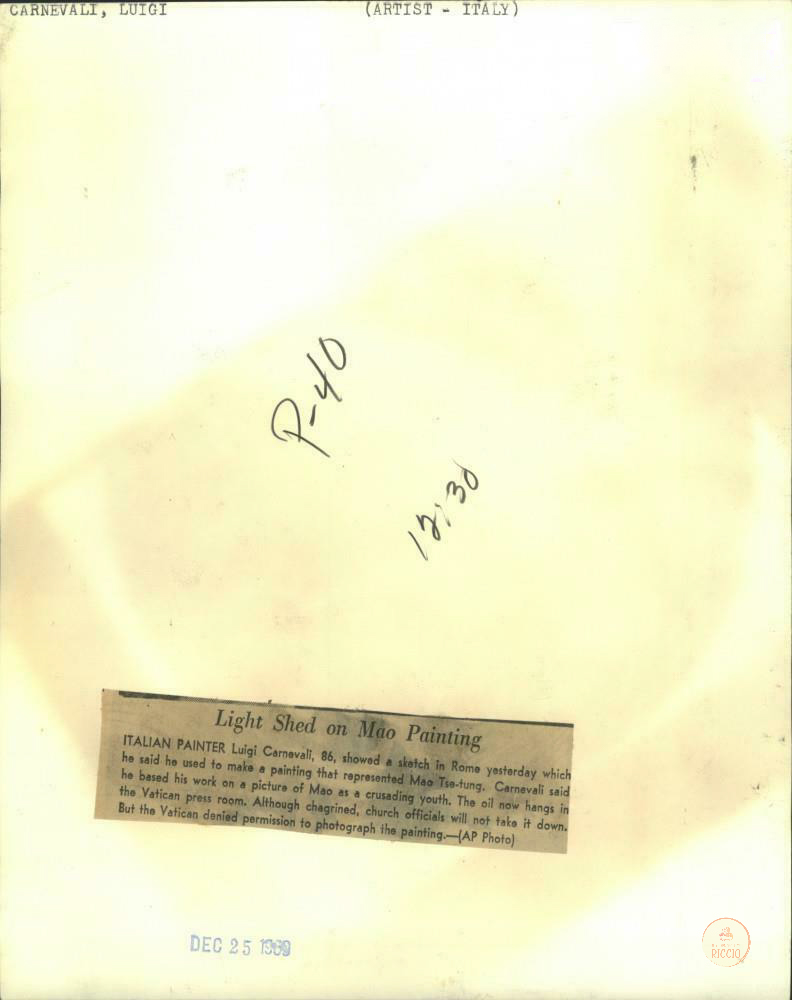 CARNEVALI, LUIGI (ARTIST - ITALY)
P-40
12/30
Light Shed on Mao Painting
ITALIAN PAINTER Luigi Carnevali, 86, showed a sketch in Rome yesterday which
he said he used to make a painting that represented Mao Tse-tung. Carnevali said
he based his work on a picture of Mao as a crusading youth. The oil now hangs in
the Vatican press room. Although chagrined, church officials will not take it down.
But the Vatican denied permission to photograph the painting.—(AP Photo)
DEC 25 1969
RICCIO